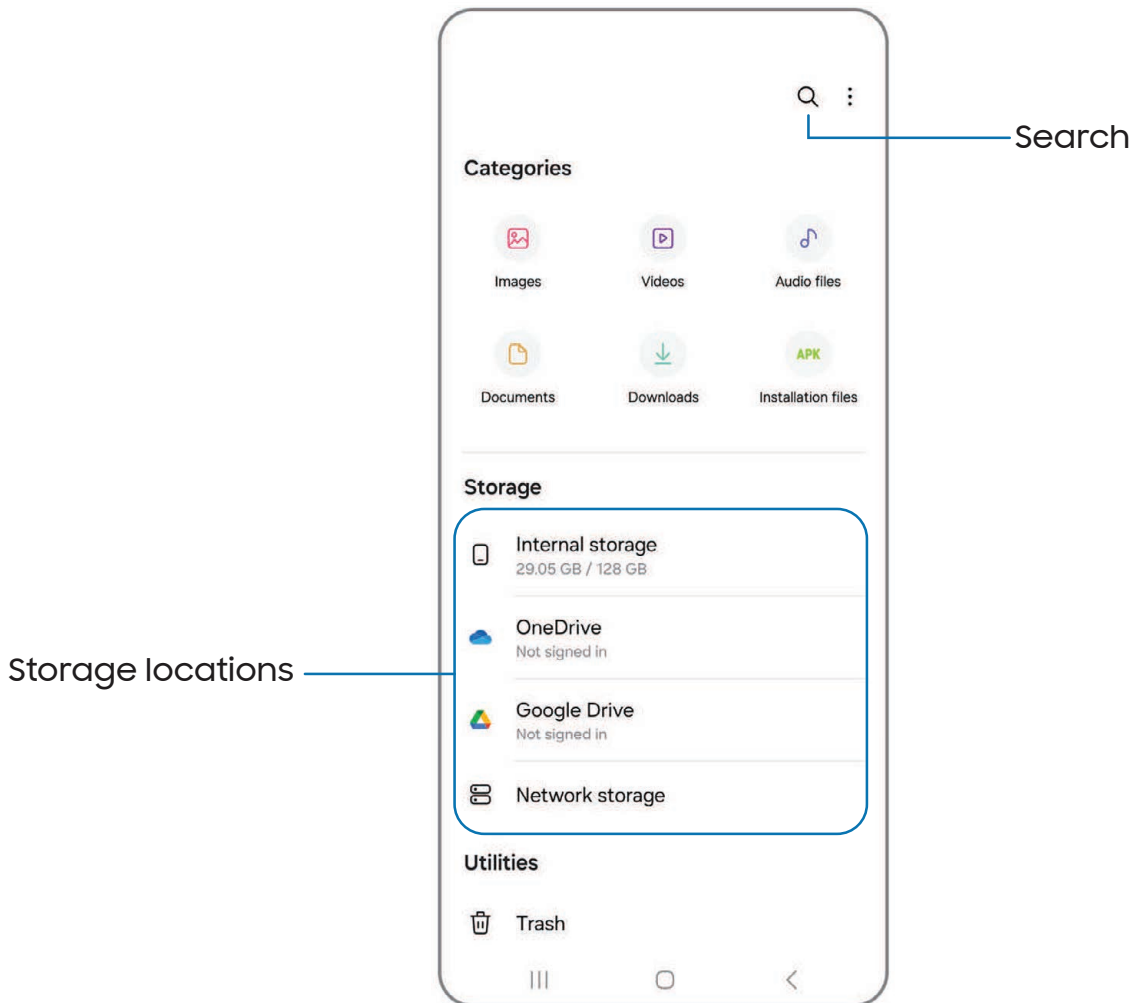 Search
Categories
Images Videos Audio files
APK
Documents Downloads Installation files
Storage
Internal storage
29.05 GB / 128 GB
OneDrive
Not signed in
Storage locations
Google Drive
Not signed in
Network storage
Utilities
Trash